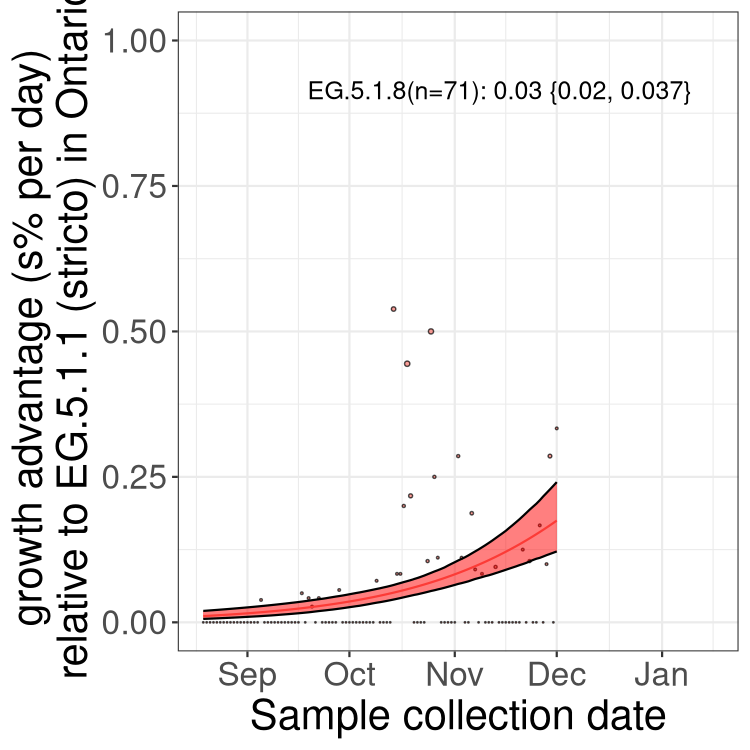 growth advantage (s% per day)
relative to EG.5.1.1 (stricto) in Ontario
1.00
0.75
0.50
0.25
0.00
EG.5.1.8(n=71): 0.03 {0.02, 0.037}
Sep Oct Nov Dec Jan
Sample collection date